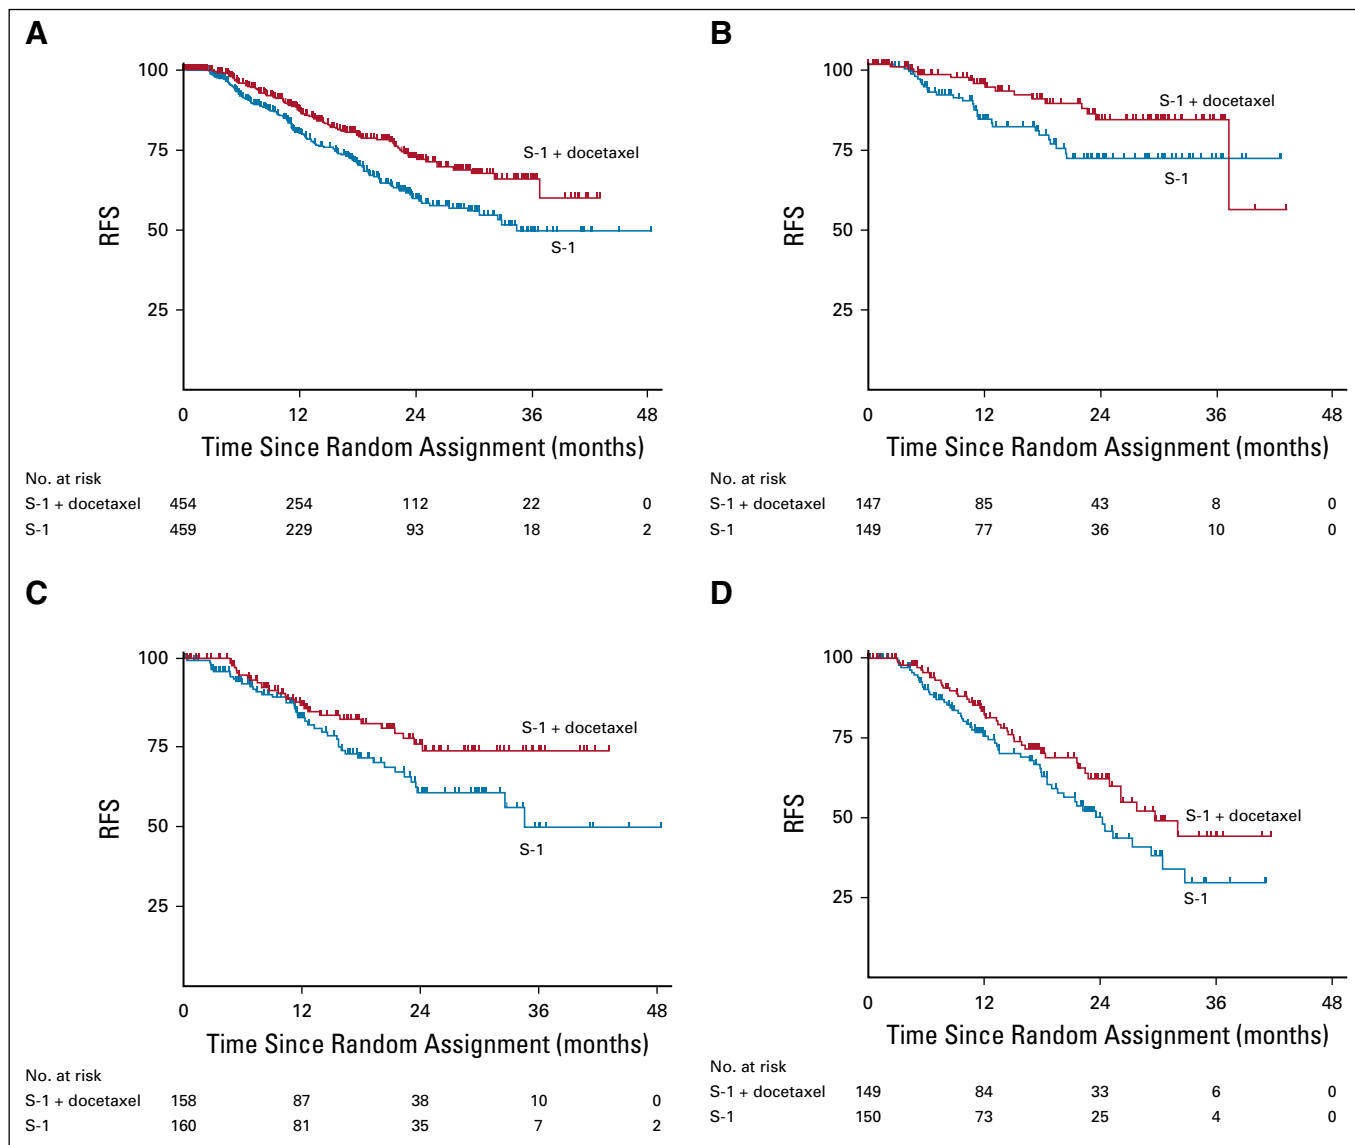 A
RFS
100
75
50
25
S-1 + docetaxel
S-1
0 12 24 36 48
Time Since Random Assignment (months)
No. at risk
S-1 + docetaxel 454 254 112 22 0
S-1 459 229 93 18 2
B
RFS
100
75
50
25
S-1 + docetaxel
S-1
0 12 24 36 48
Time Since Random Assignment (months)
No. at risk
S-1 + docetaxel 147 85 43 8 0
S-1 149 77 36 10 0
C
RFS
100
75
50
25
S-1 + docetaxel
S-1
0 12 24 36 48
Time Since Random Assignment (months)
No. at risk
S-1 + docetaxel 158 87 38 10 0
S-1 160 81 35 7 2
D
RFS
100
75
50
25
S-1 + docetaxel
S-1
0 12 24 36 48
Time Since Random Assignment (months)
No. at risk
S-1 + docetaxel 149 84 33 6 0
S-1 150 73 25 4 0